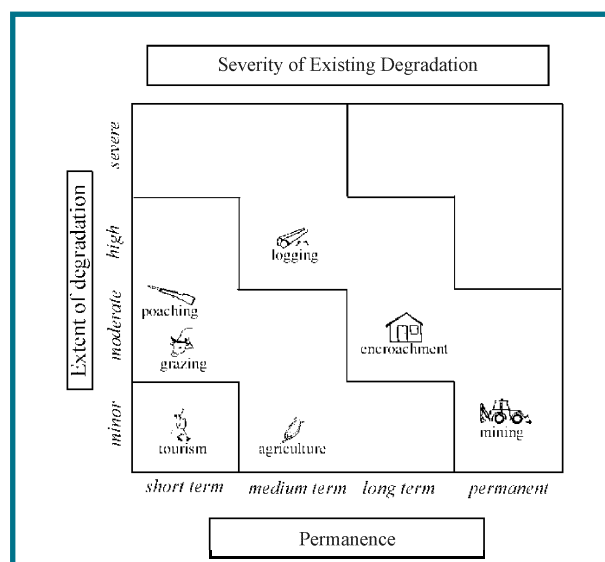 Severity of Existing Degradation
Extent of degradation
severe
high
moderate
minor
logging
poaching
grazing
encroachment
tourism
agriculture
mining
short term
medium term
long term
permanent
Permanence